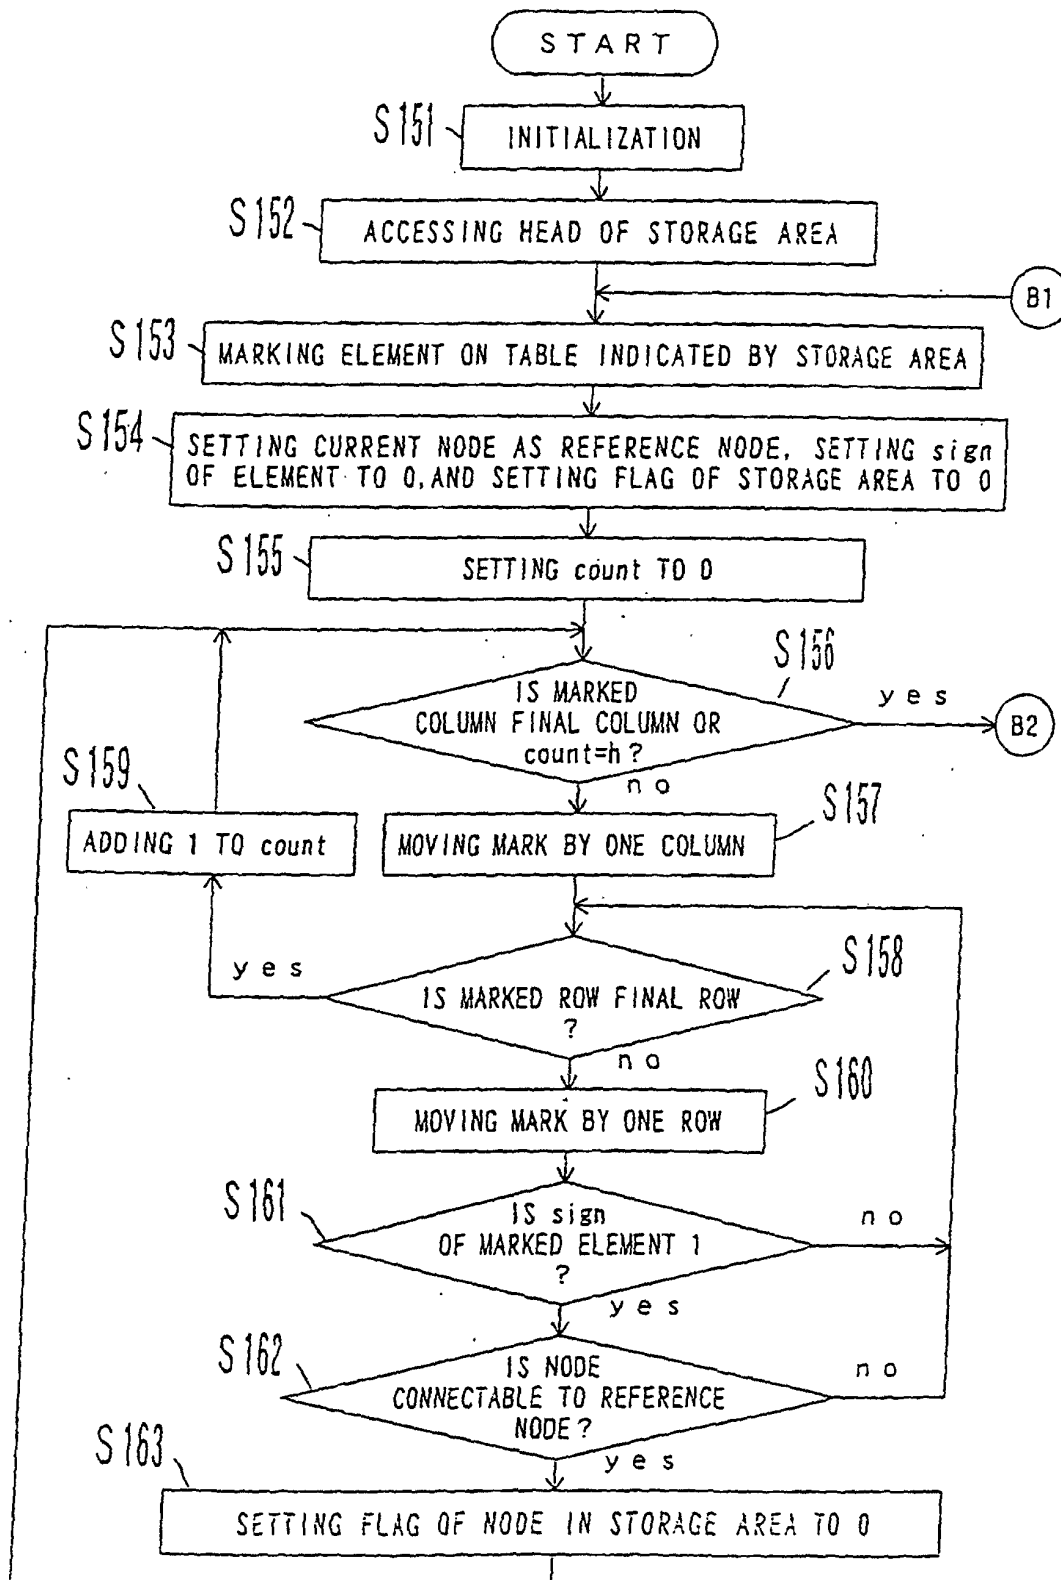 START
S151
INITIALIZATION
S152
ACCESSING HEAD OF STORAGE AREA
B1
S153
MARKING ELEMENT ON TABLE INDICATED BY STORAGE AREA
S154
SETTING CURRENT NODE AS REFERENCE NODE, SETTING sign
OF ELEMENT TO 0, AND SETTING FLAG OF STORAGE AREA TO 0
S155
SETTING count TO 0
S156
IS MARKED
COLUMN FINAL COLUMN OR
count=h?
yes
B2
no
S159
ADDING 1 TO count
S157
MOVING MARK BY ONE COLUMN
yes
S158
IS MARKED ROW FINAL ROW
?
no
S160
MOVING MARK BY ONE ROW
S161
IS sign
OF MARKED ELEMENT 1
?
no
yes
S162
IS NODE
CONNECTABLE TO REFERENCE
NODE?
no
yes
S163
SETTING FLAG OF NODE IN STORAGE AREA TO 0